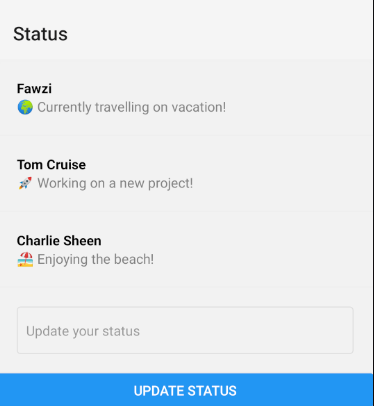 Status
Fawzi
🌍 Currently travelling on vacation!
Tom Cruise
🚀 Working on a new project!
Charlie Sheen
🏖️ Enjoying the beach!
Update your status
UPDATE STATUS